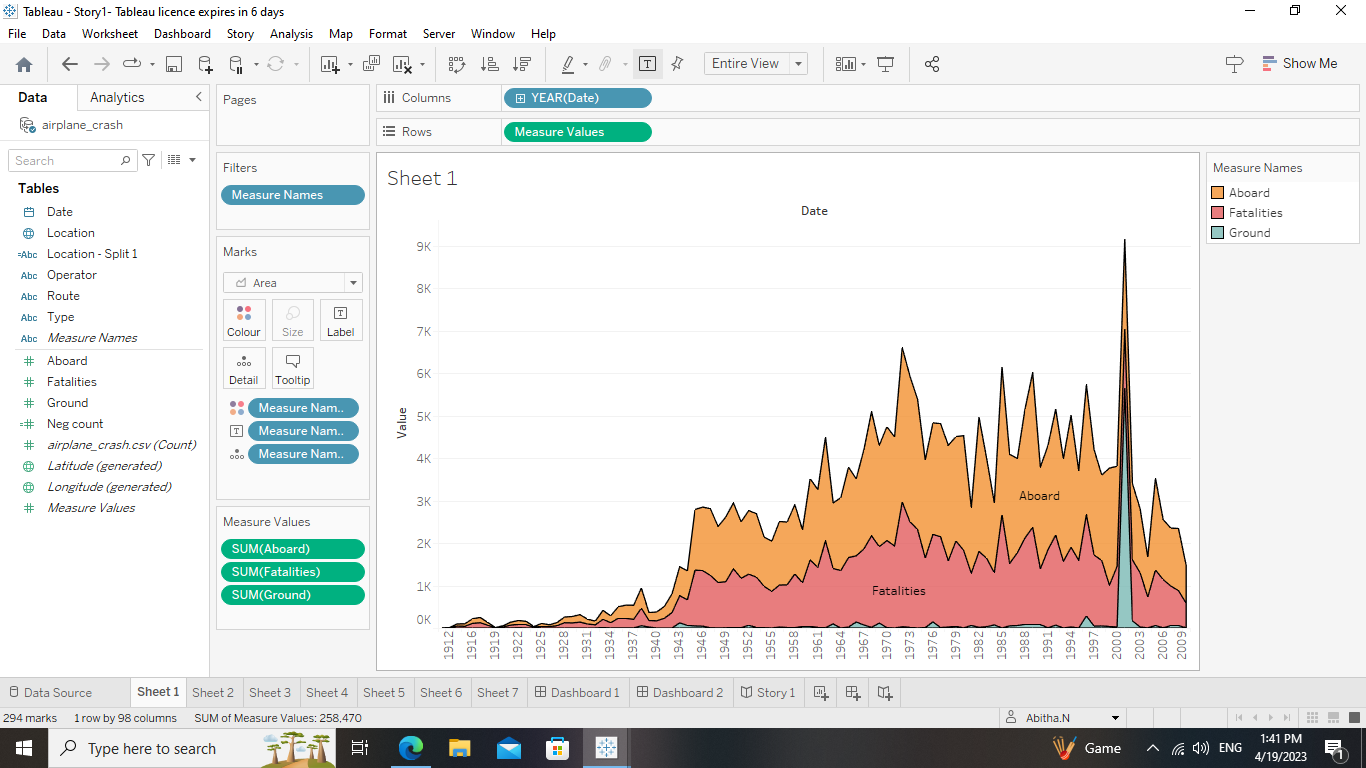 Tableau - Story1- Tableau licence expires in 6 days
File Data Worksheet Dashboard Story Analysis Map Format Server Window Help
Entire View
Show Me
Data Analytics
airplane_crash
Search
Tables
Date
Location
=Abc Location - Split 1
Abc Operator
Abc Route
Abc Type
Abc Measure Names
Aboard
Fatalities
Ground
Neg count
airplane_crash.csv (Count)
Latitude (generated)
Longitude (generated)
Measure Values
Pages
Filters
Measure Names
Marks
Area
Colour Size Label
Detail Tooltip
Measure Nam..
Measure Nam..
Measure Nam..
Measure Values
SUM(Aboard)
SUM(Fatalities)
SUM(Ground)
Columns YEAR(Date)
Rows Measure Values
Sheet 1
Date
Value
9K
8K
7K
6K
5K
4K
3K
2K
1K
0K
Aboard
Fatalities
1912 1916 1919 1922 1925 1928 1931 1934 1937 1940 1943 1946 1949 1952 1955 1958 1961 1964 1967 1970 1973 1976 1979 1982 1985 1988 1991 1994 1997 2000 2003 2006 2009
Measure Names
Aboard
Fatalities
Ground
Data Source Sheet 1 Sheet 2 Sheet 3 Sheet 4 Sheet 5 Sheet 6 Sheet 7 Dashboard 1 Dashboard 2 Story 1
294 marks 1 row by 98 columns SUM of Measure Values: 258,470 Abitha.N
Type here to search
Game
ENG
1:41 PM
4/19/2023
1